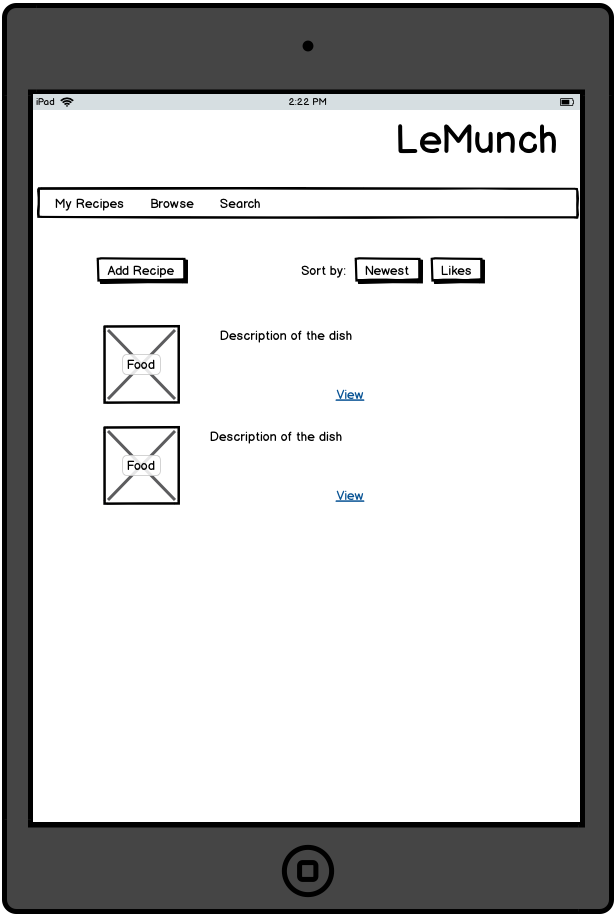 iPad 2:22 PM
LeMunch
My Recipes Browse Search
Add Recipe Sort by: Newest Likes
Description of the dish
Food
View
Description of the dish
Food
View